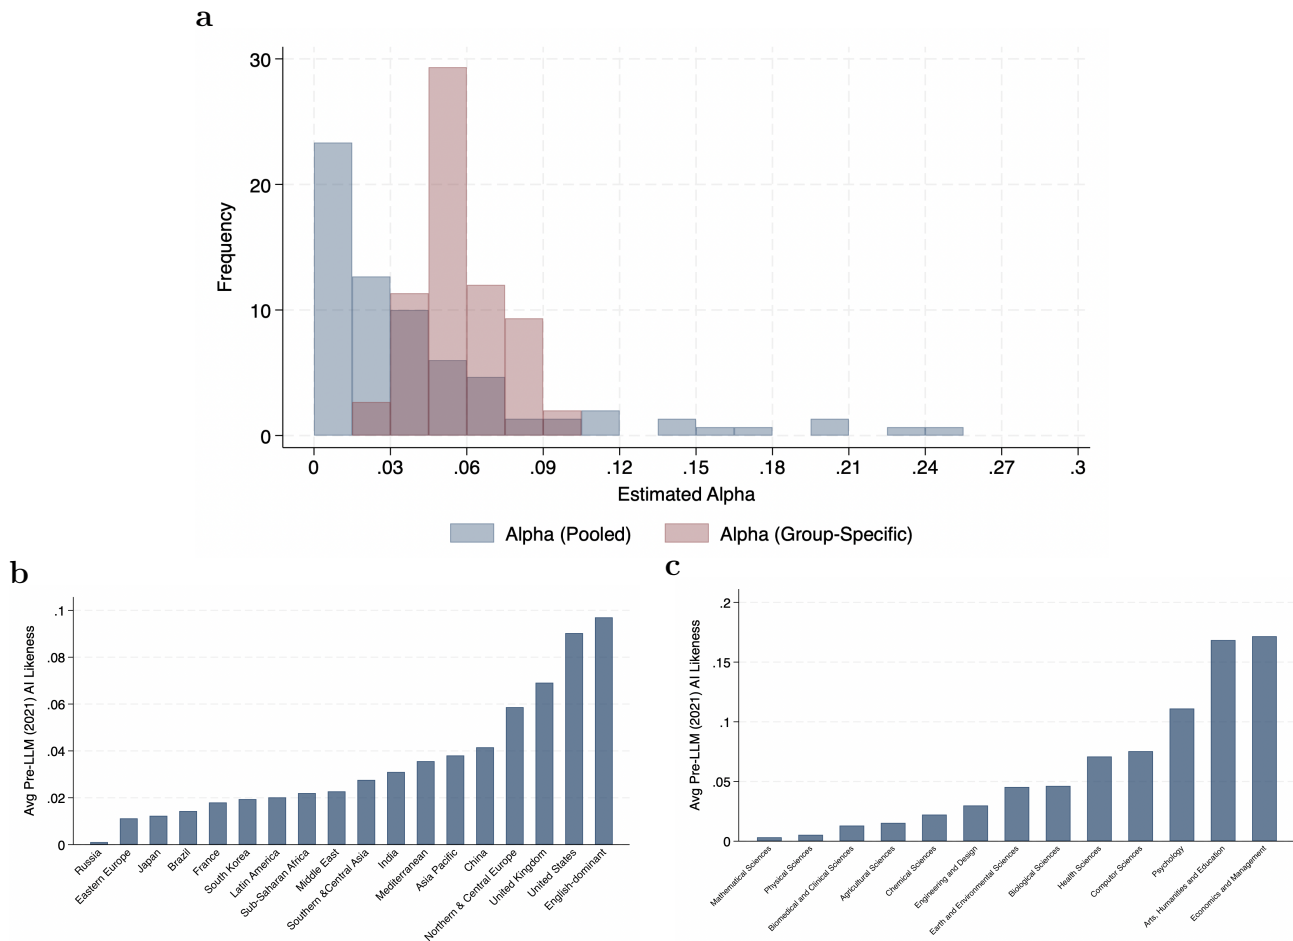 a
30
20
10
0
Frequency
0 .03 .06 .09 .12 .15 .18 .21 .24 .27 .3
Estimated Alpha
Alpha (Pooled) Alpha (Group-Specific)
b
Avg Pre-LLM (2021) AI Likeness
.1
.08
.06
.04
.02
0
Russia
Eastern Europe
Japan
Brazil
France
South Korea
Latin America
Sub-Saharan Africa
Middle East
Southern &Central Asia
India
Mediterranean
Asia Pacific
China
Northern & Central Europe
United Kingdom
United States
English-dominant
c
Avg Pre-LLM (2021) AI Likeness
.2
.15
.1
.05
0
Mathematical Sciences
Physical Sciences
Biomedical and Clinical Sciences
Agricultural Sciences
Chemical Sciences
Engineering and Design
Earth and Environmental Sciences
Biological Sciences
Health Sciences
Computor Sciences
Psychology
Arts, Humanities and Education
Economics and Management